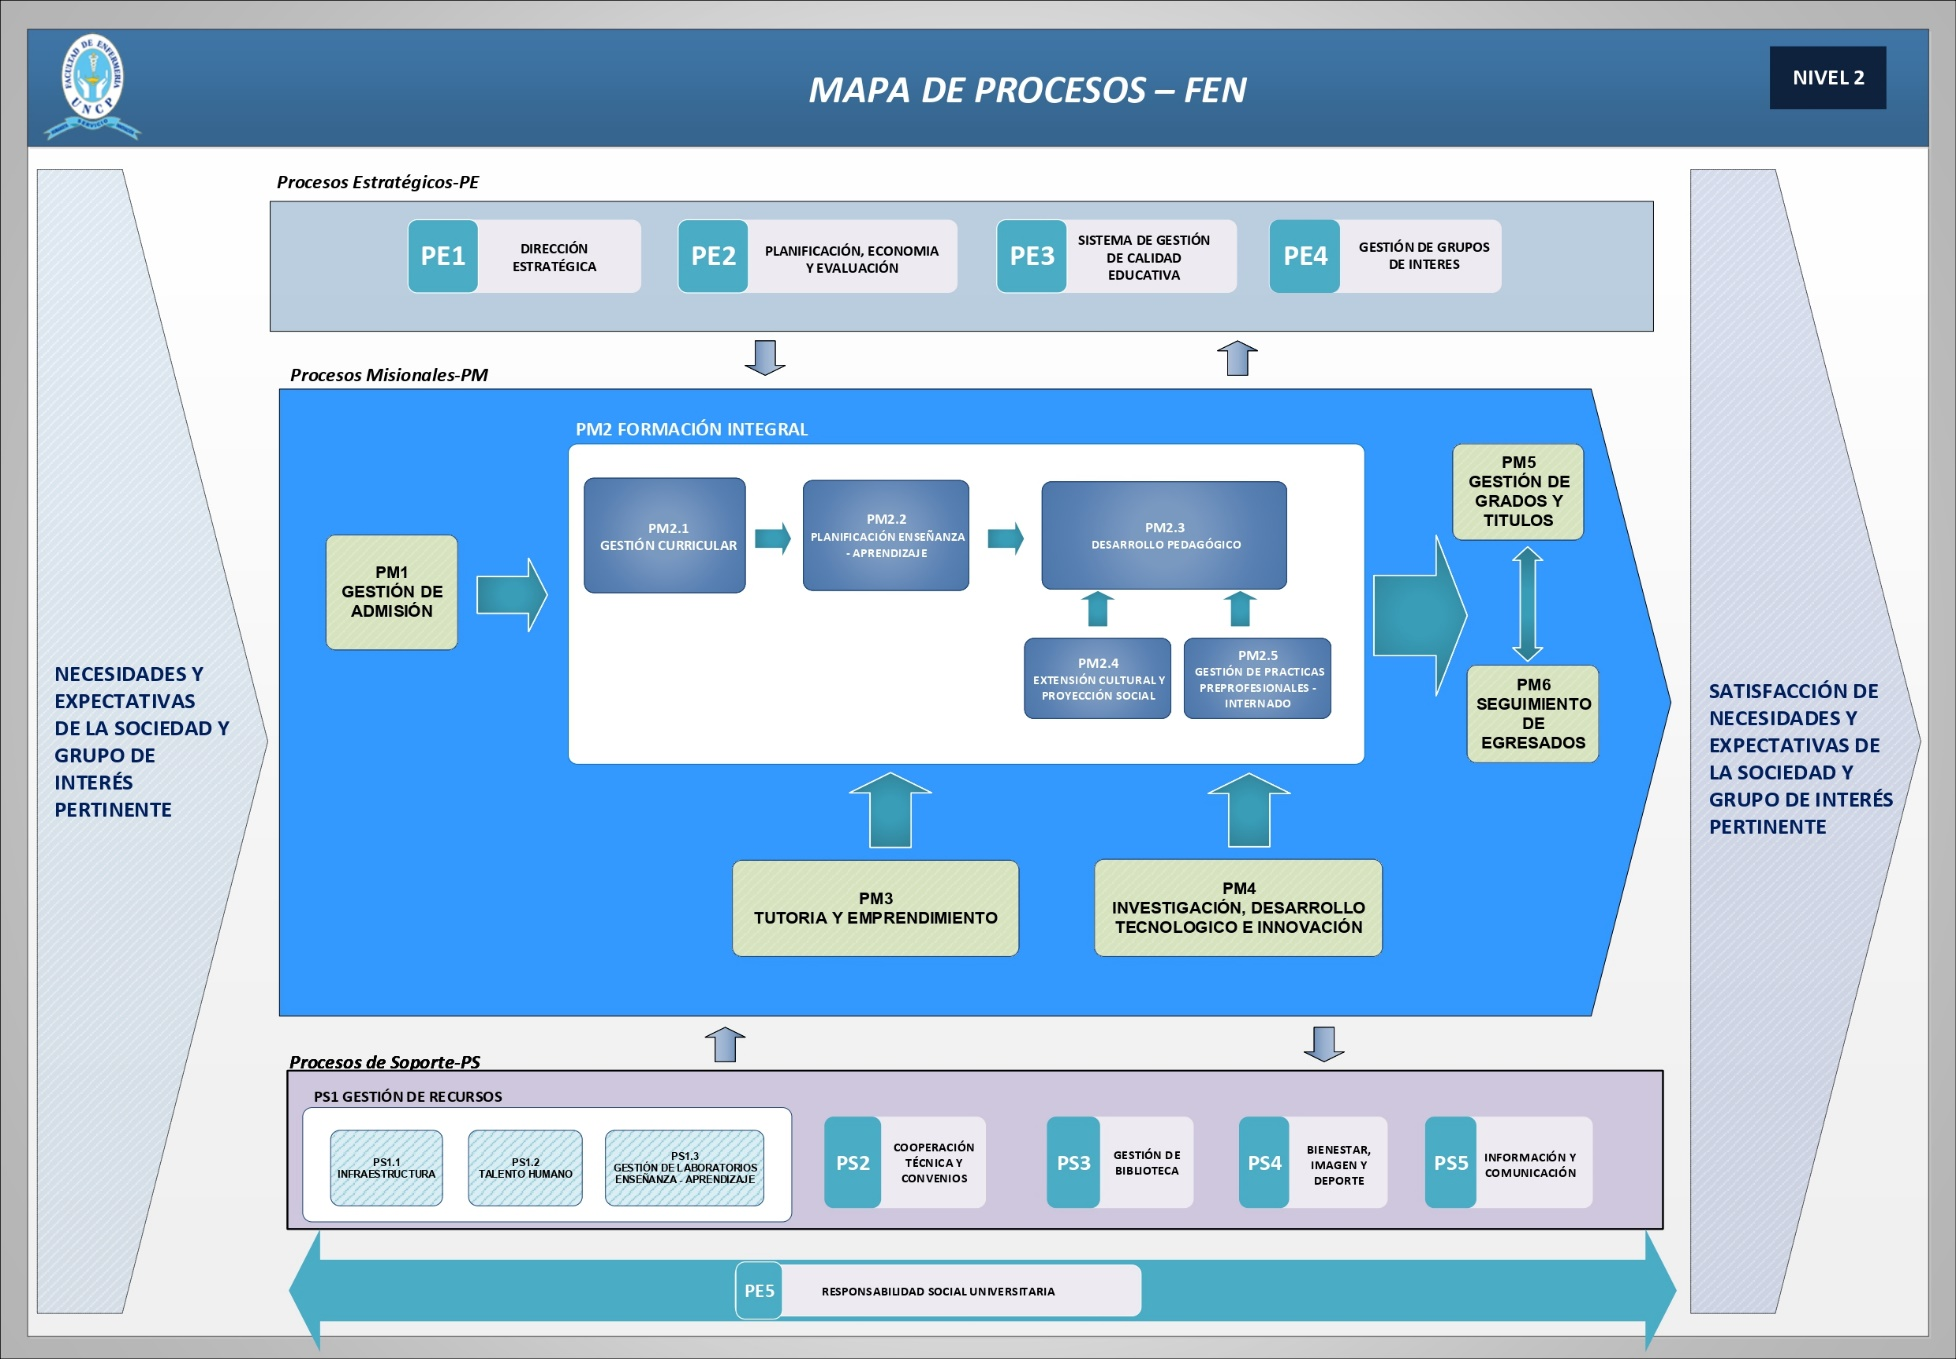 FACULTAD DE ENFERMERÍA
UNCP
MAPA DE PROCESOS – FEN
NIVEL 2
NECESIDADES Y
EXPECTATIVAS
DE LA SOCIEDAD Y
GRUPO DE
INTERÉS
PERTINENTE
Procesos Estratégicos-PE
PE1
DIRECCIÓN
ESTRATÉGICA
PE2
PLANIFICACIÓN, ECONOMIA
Y EVALUACIÓN
PE3
SISTEMA DE GESTIÓN
DE CALIDAD
EDUCATIVA
PE4
GESTIÓN DE GRUPOS
DE INTERES
Procesos Misionales-PM
PM1
GESTIÓN DE
ADMISIÓN
PM2 FORMACIÓN INTEGRAL
PM2.1
GESTIÓN CURRICULAR
PM2.2
PLANIFICACIÓN ENSEÑANZA
- APRENDIZAJE
PM2.3
DESARROLLO PEDAGÓGICO
PM2.4
EXTENSIÓN CULTURAL Y
PROYECCIÓN SOCIAL
PM2.5
GESTIÓN DE PRACTICAS
PREPROFESIONALES -
INTERNADO
PM3
TUTORIA Y EMPRENDIMIENTO
PM4
INVESTIGACIÓN, DESARROLLO
TECNOLOGICO E INNOVACIÓN
PM5
GESTIÓN DE
GRADOS Y
TITULOS
PM6
SEGUIMIENTO
DE
EGRESADOS
Procesos de Soporte-PS
PS1 GESTIÓN DE RECURSOS
PS1.1
INFRAESTRUCTURA
PS1.2
TALENTO HUMANO
PS1.3
GESTIÓN DE LABORATORIOS
ENSEÑANZA - APRENDIZAJE
PS2
COOPERACIÓN
TÉCNICA Y
CONVENIOS
PS3
GESTIÓN DE
BIBLIOTECA
PS4
BIENESTAR,
IMAGEN Y
DEPORTE
PS5
INFORMACIÓN Y
COMUNICACIÓN
PE5
RESPONSABILIDAD SOCIAL UNIVERSITARIA
SATISFACCIÓN DE
NECESIDADES Y
EXPECTATIVAS DE
LA SOCIEDAD Y
GRUPO DE INTERÉS
PERTINENTE